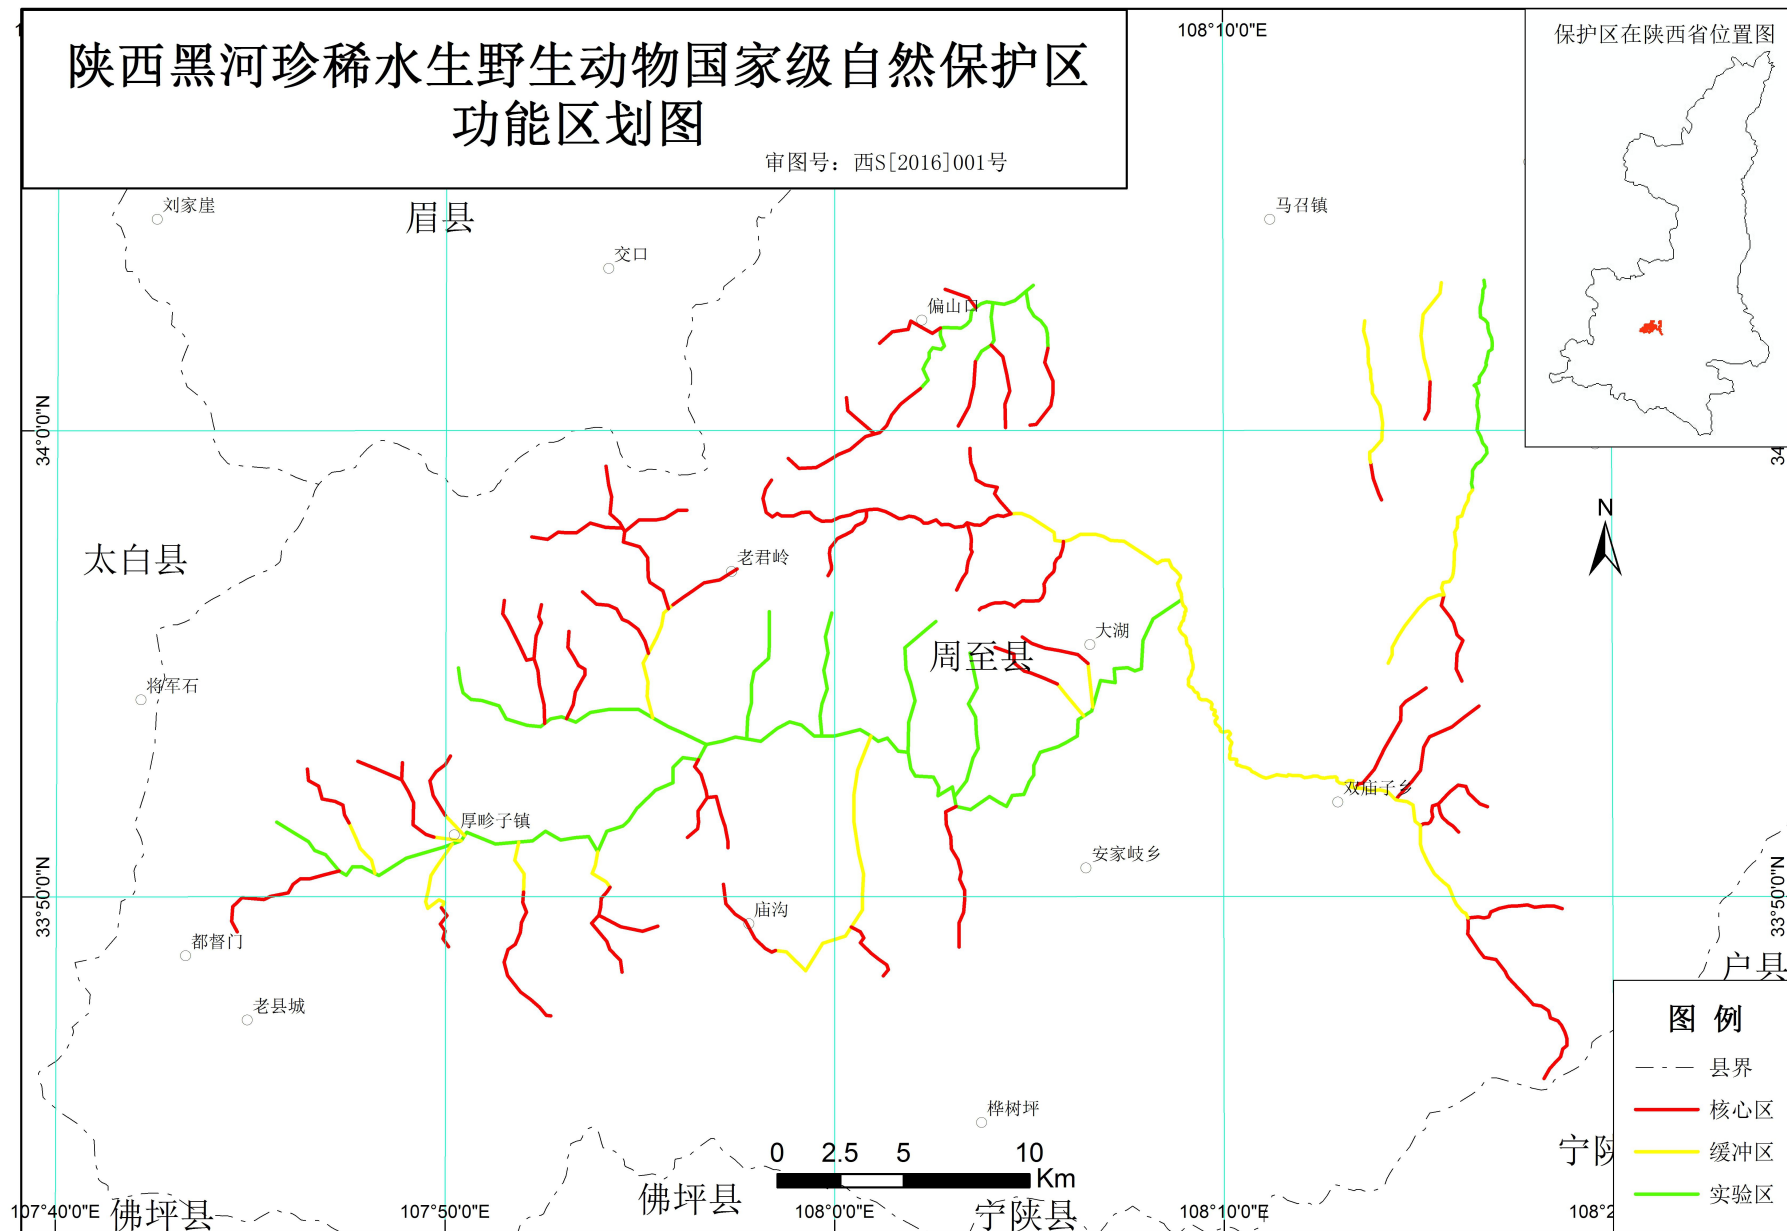 陕西黑河珍稀水生野生动物国家级自然保护区
功能区划图
审图号：西S[2016]001号
108°10'0"E
保护区在陕西省位置图
刘家崖
眉县
交口
马召镇
偏山口
34°0'0"N
34
N
太白县
老君岭
大湖
周至县
将军石
双庙子乡
厚畛子镇
安家岐乡
33°50'0"N
33°50'0"N
庙沟
都督门
户县
老县城
图 例
县界
桦树坪
核心区
0 2.5 5 10
Km
宁陕
缓冲区
佛坪县
佛坪县
宁陕县
实验区
107°40'0"E
107°50'0"E
108°0'0"E
108°10'0"E
108°2